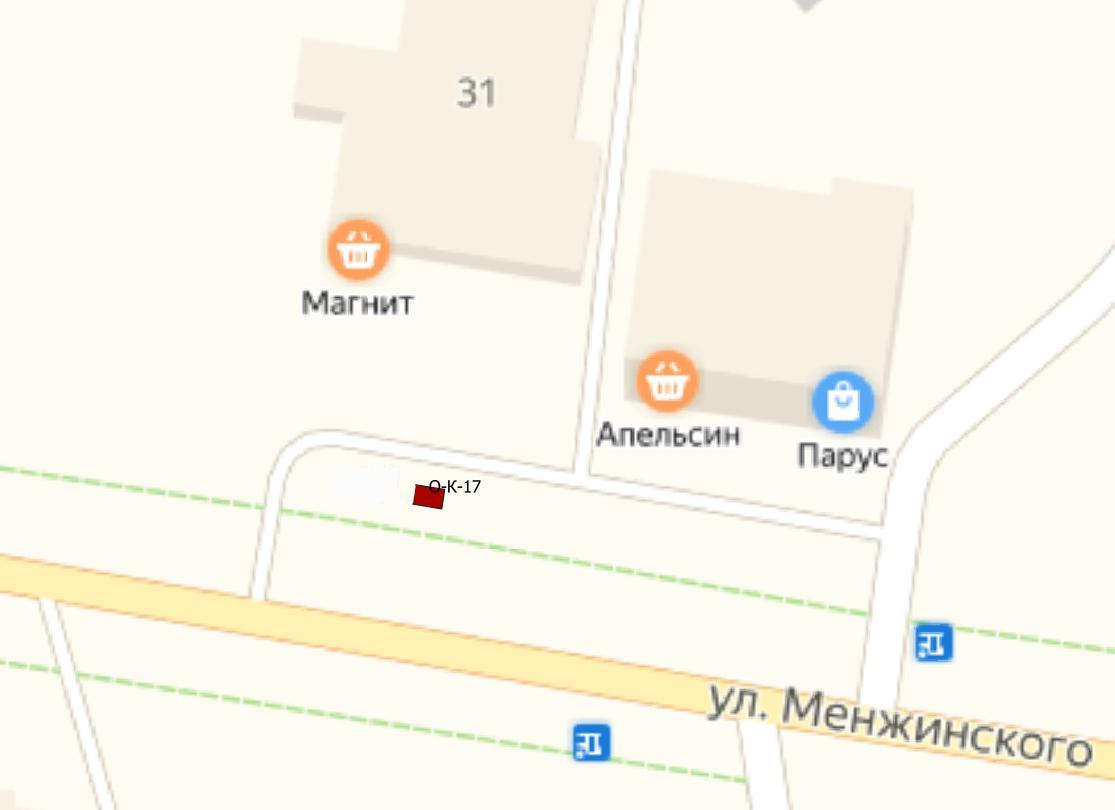 31
Магнит
Апельсин
Парус
О-К-17
ул. Менжинского